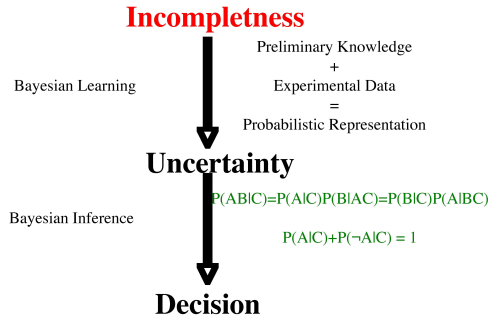 Incompletness
Preliminary Knowledge
+
Bayesian Learning
Experimental Data
=
Probabilistic Representation
Uncertainty
P(AB|C)=P(A|C)P(B|AC)=P(B|C)P(A|BC)
Bayesian Inference
P(A|C)+P(¬A|C) = 1
Decision